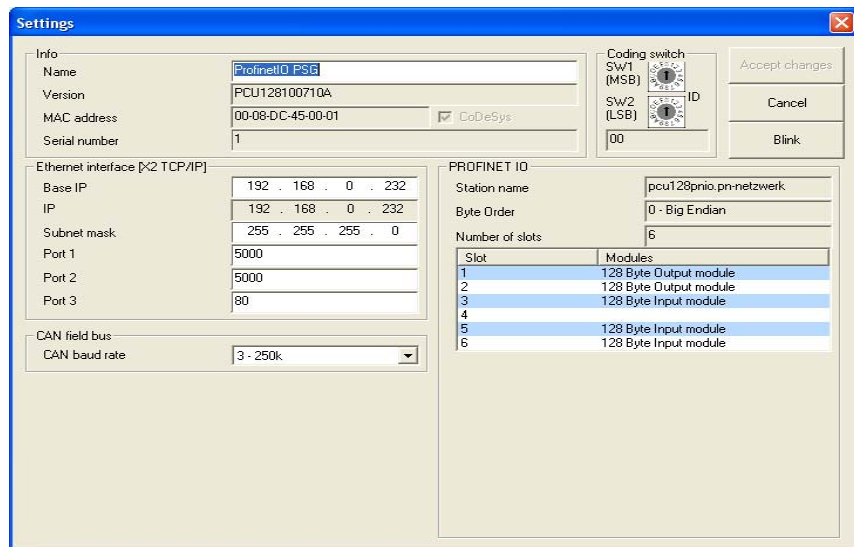 Settings
Info
Name ProfinetIO PSG
Version PCU128100710A
MAC address 00-08-DC-45-00-01 CoDeSys
Serial number 1
Coding switch
SW1 (MSB)
SW2 (LSB) ID
00
Accept changes
Cancel
Blink
Ethernet interface [X2 TCP/IP]
Base IP 192 . 168 . 0 . 232
IP 192 . 168 . 0 . 232
Subnet mask 255 . 255 . 255 . 0
Port 1 5000
Port 2 5000
Port 3 80
CAN field bus
CAN baud rate 3 - 250k
PROFINET IO
Station name pcu128pnio.pn-netzwerk
Byte Order 0 - Big Endian
Number of slots 6
Slot Modules
1 128 Byte Output module
2 128 Byte Output module
3 128 Byte Input module
4
5 128 Byte Input module
6 128 Byte Input module